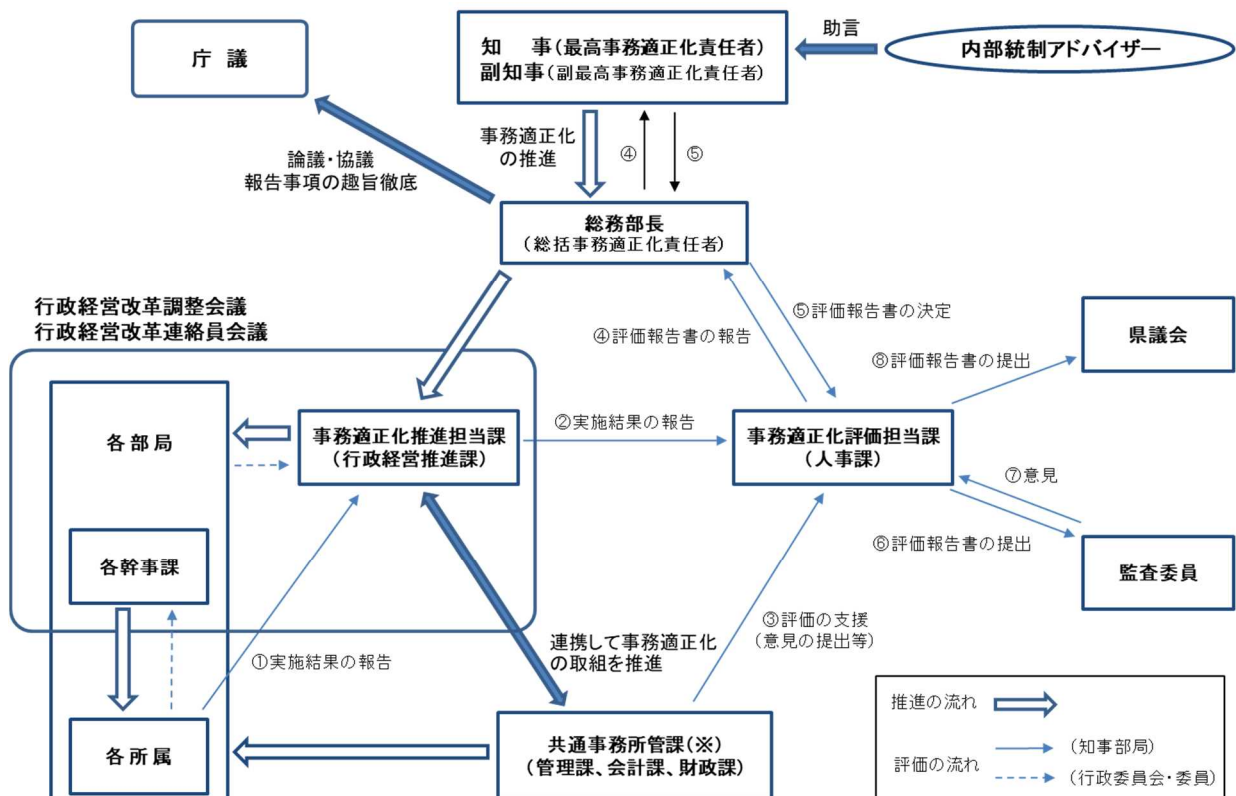 庁 議
知　事(最高事務適正化責任者)
副知事(副最高事務適正化責任者)
助言
内部統制アドバイザー
事務適正化
の推進
④
⑤
論議・協議
報告事項の趣旨徹底
総務部長
(総括事務適正化責任者)
行政経営改革調整会議
行政経営改革連絡員会議
④評価報告書の報告
⑤評価報告書の決定
県議会
⑧評価報告書の提出
各部局
事務適正化推進担当課
(行政経営推進課)
②実施結果の報告
事務適正化評価担当課
(人事課)
⑦意見
⑥評価報告書の提出
監査委員
各幹事課
①実施結果の報告
連携して事務適正化
の取組を推進
③評価の支援
(意見の提出等)
各所属
共通事務所管課(※)
(管理課、会計課、財政課)
推進の流れ
評価の流れ
(知事部局)
(行政委員会・委員)